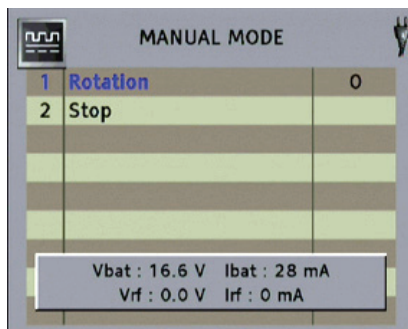 MANUAL MODE
1 Rotation 0
2 Stop
Vbat : 16.6 V Ibat : 28 mA
Vrf : 0.0 V Irf : 0 mA